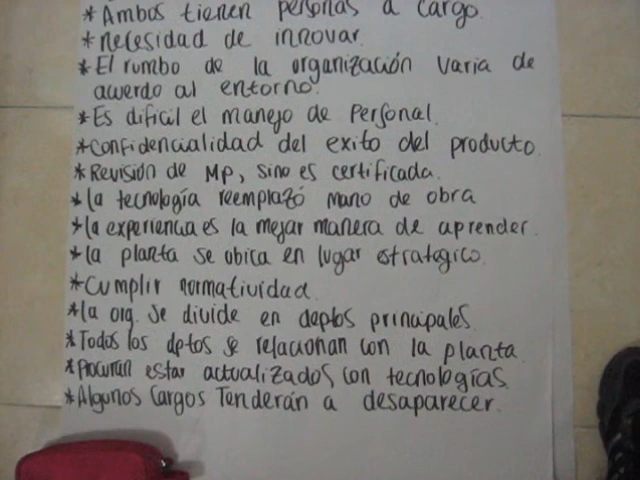 *Ambos tienen personas a cargo.
*necesidad de innovar.
*El rumbo de la organización varia de
acuerdo al entorno.
*Es dificil el manejo de Personal.
*confidencialidad del exito del producto.
*Revisión de MP, sino es certificada.
*la tecnología reemplazó mano de obra
*la experiencia es la mejar manera de aprender.
*la planta se ubica en lugar estrategico.
*Cumplir normatividad.
*la org. se divide en deptos principales.
*Todos los dptos se relacionan con la planta.
*procuran estar actualizados con tecnologías.
*Algunos Cargos Tenderán a desaparecer.